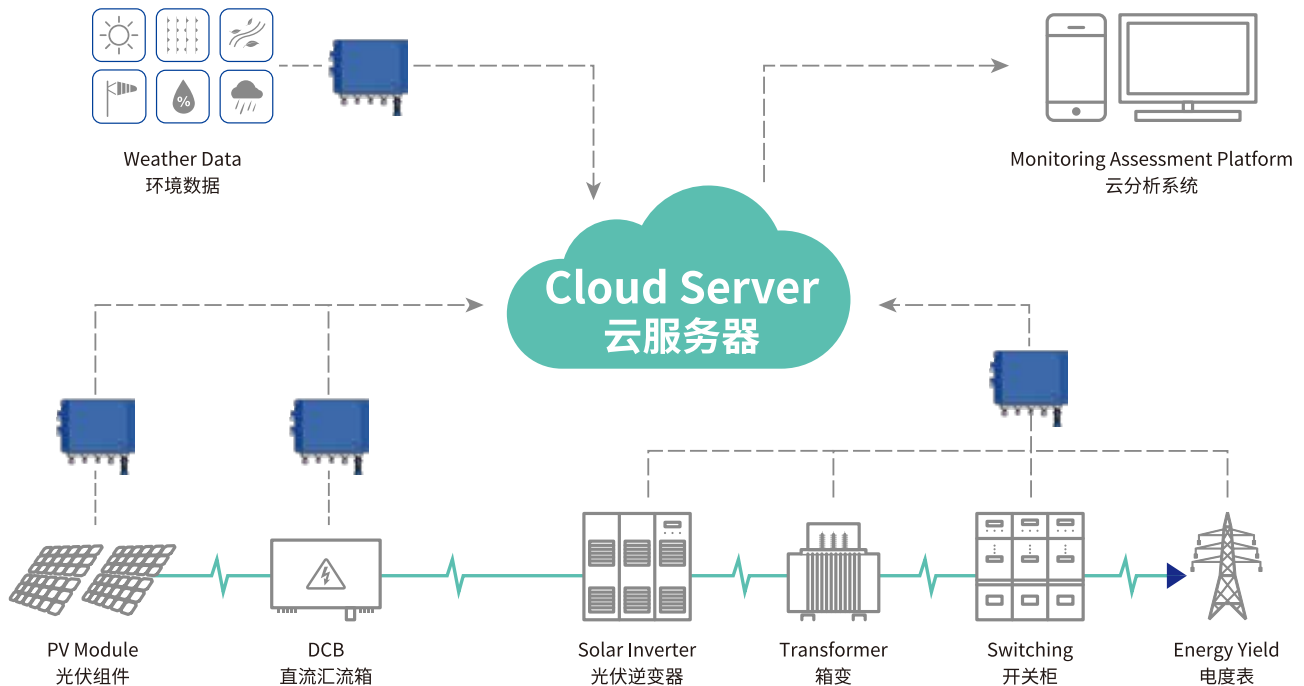 %
Weather Data
环境数据
Monitoring Assessment Platform
云分析系统
Cloud Server
云服务器
PV Module
光伏组件
DCB
直流汇流箱
Solar Inverter
光伏逆变器
Transformer
箱变
Switching
开关柜
Energy Yield
电度表